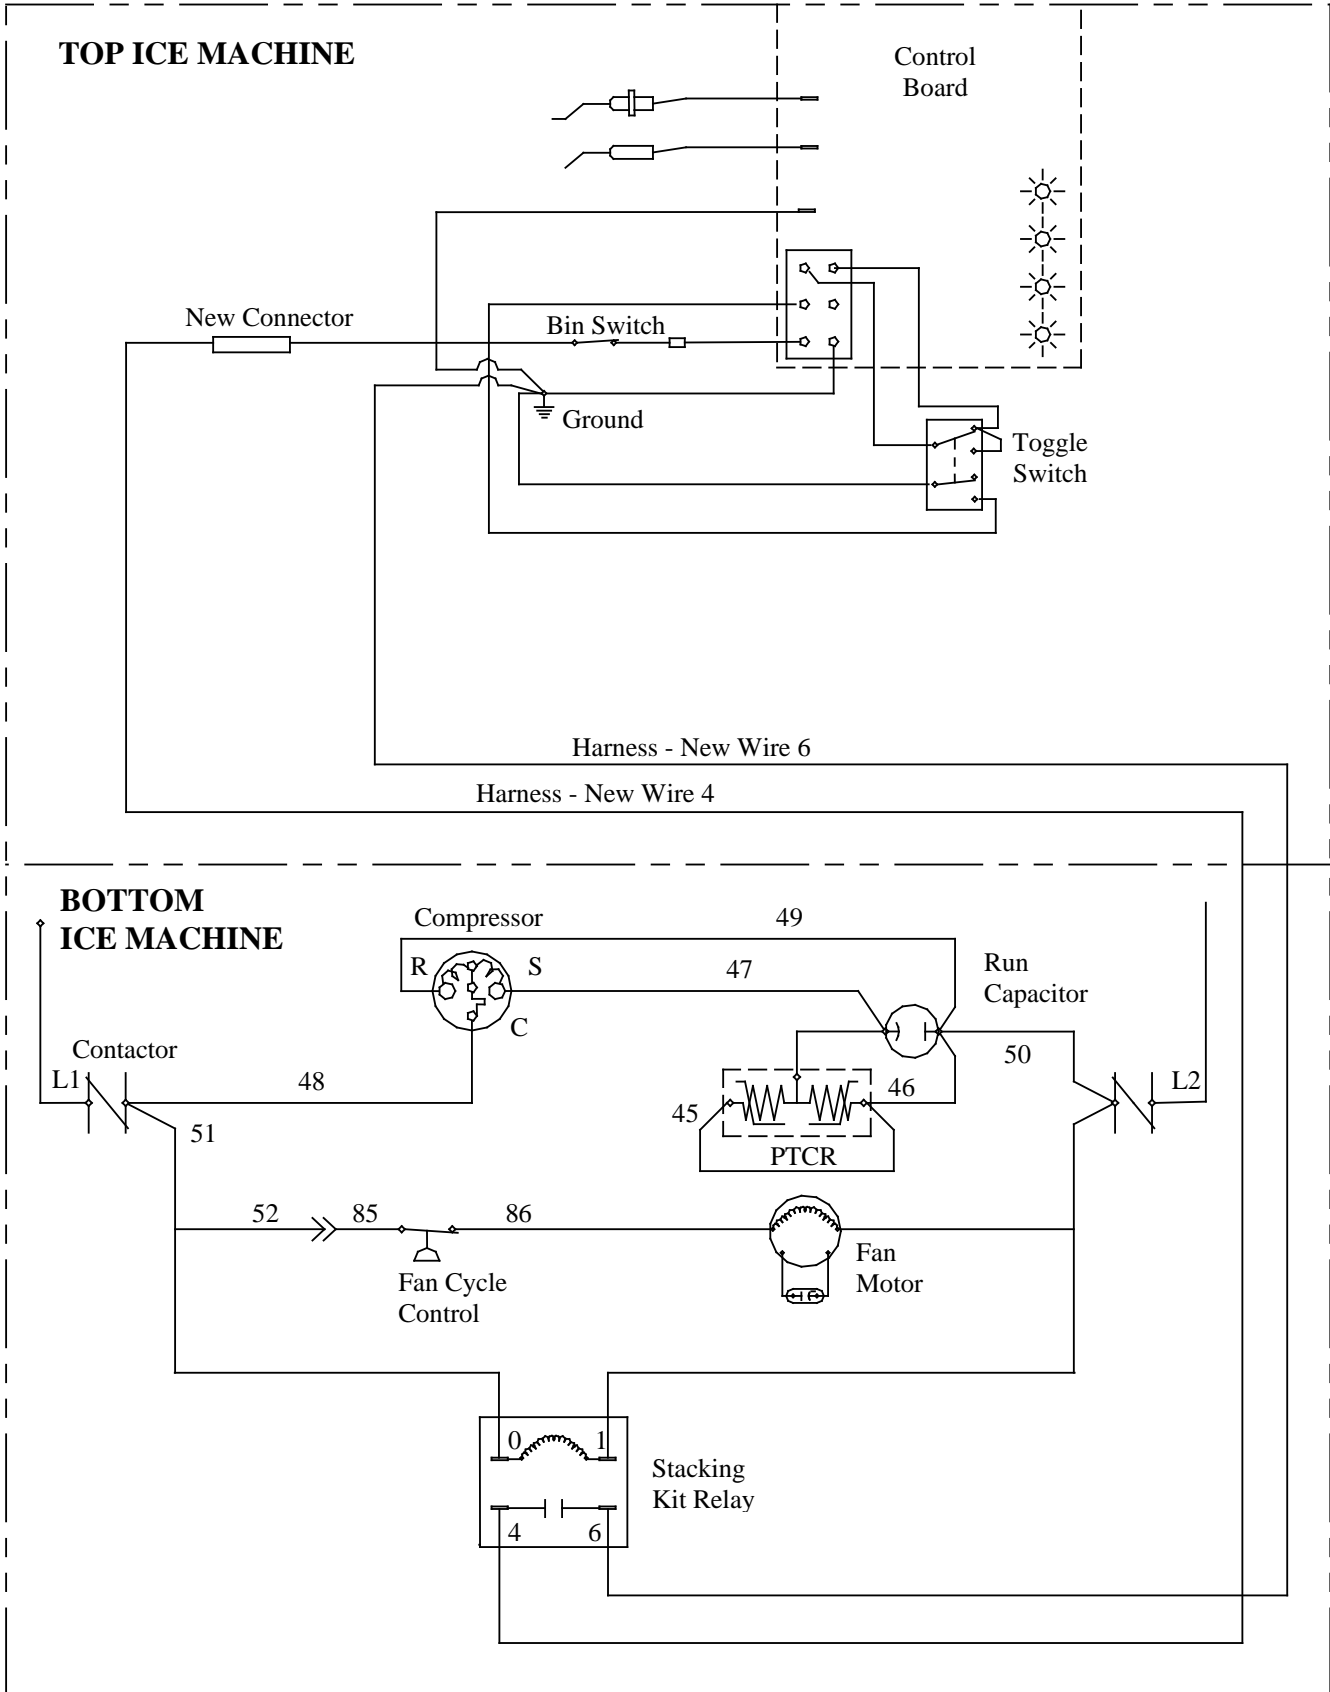 TOP ICE MACHINE
Control
Board
New Connector
Bin Switch
Ground
Toggle
Switch
Harness - New Wire 6
Harness - New Wire 4
BOTTOM
ICE MACHINE
Compressor
49
R
S
47
Run
Capacitor
C
Contactor
L1
48
50
L2
46
45
51
PTCR
52
85
86
Fan
Motor
Fan Cycle
Control
0
1
Stacking
Kit Relay
4
6